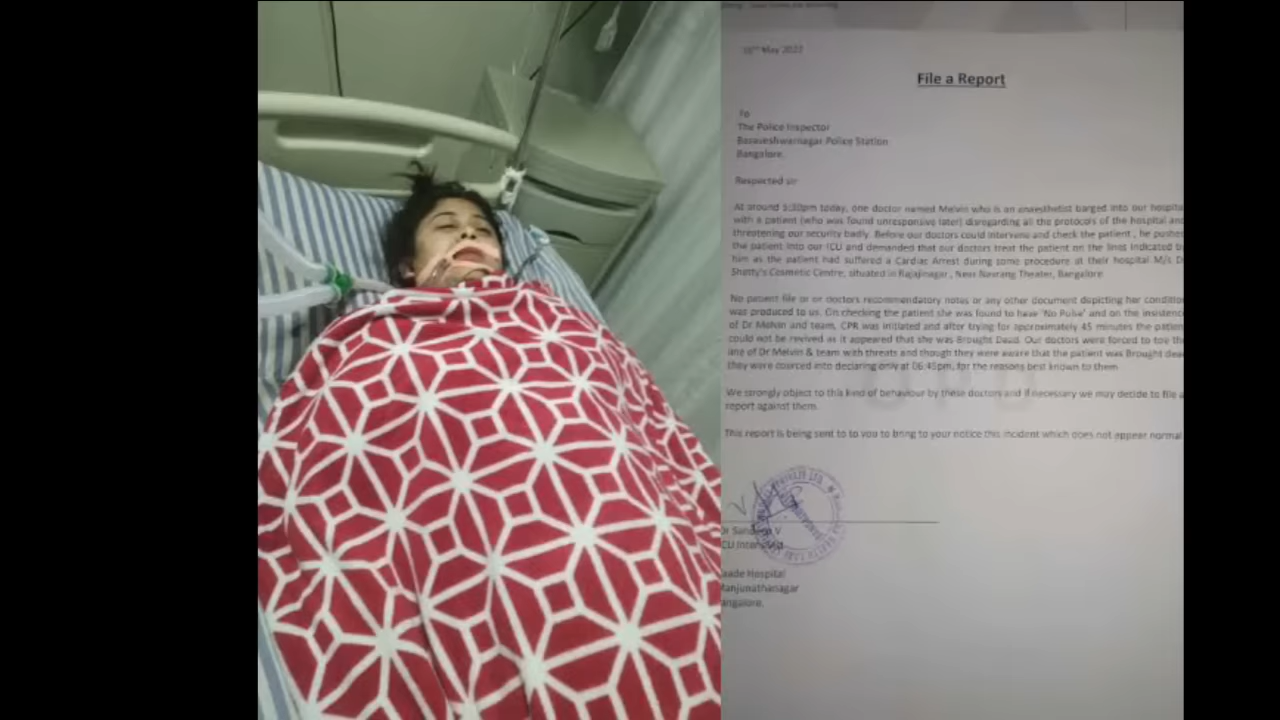 16th May 2022
File a Report
To
The Police Inspector
Basaveshwarnagar Police Station
Bangalore.
Respected sir
At around 5:30pm today, one doctor named Melvin who is an anaesthetist barged into our hospital
with a patient (who was found unresponsive later) disregarding all the protocols of the hospital and
threatening our security badly. Before our doctors could intervene and check the patient , he pushed
the patient into our ICU and demanded that our doctors treat the patient on the lines indicated b
him as the patient had suffered a Cardiac Arrest during some procedure at their hospital M/s D
Shetty's Cosmetic Centre, situated in Rajajinagar, Near Navrang Theater, Bangalore
No patient file or or doctors recommendatory notes or any other document depicting her condition
was produced to us. On checking the patient she was found to have 'No Pulse' and on the insistence
of Dr Melvin and team, CPR was initiated and after trying for approximately 45 minutes the patien
could not be revived as it appeared that she was Brought Dead. Our doctors were forced to toe the
line of Dr Melvin & team with threats and though they were aware that the patient was Brought dead
they were coerced into declaring only at 06:45pm, for the reasons best known to them.
We strongly object to this kind of behaviour by these doctors and if necessary we may decide to file a
report against them.
This report is being sent to to you to bring to your notice this incident which does not appear normal
Dr Sandeep V
ICU Intensivist
aade Hospital
Manjunathanagar
angalore.